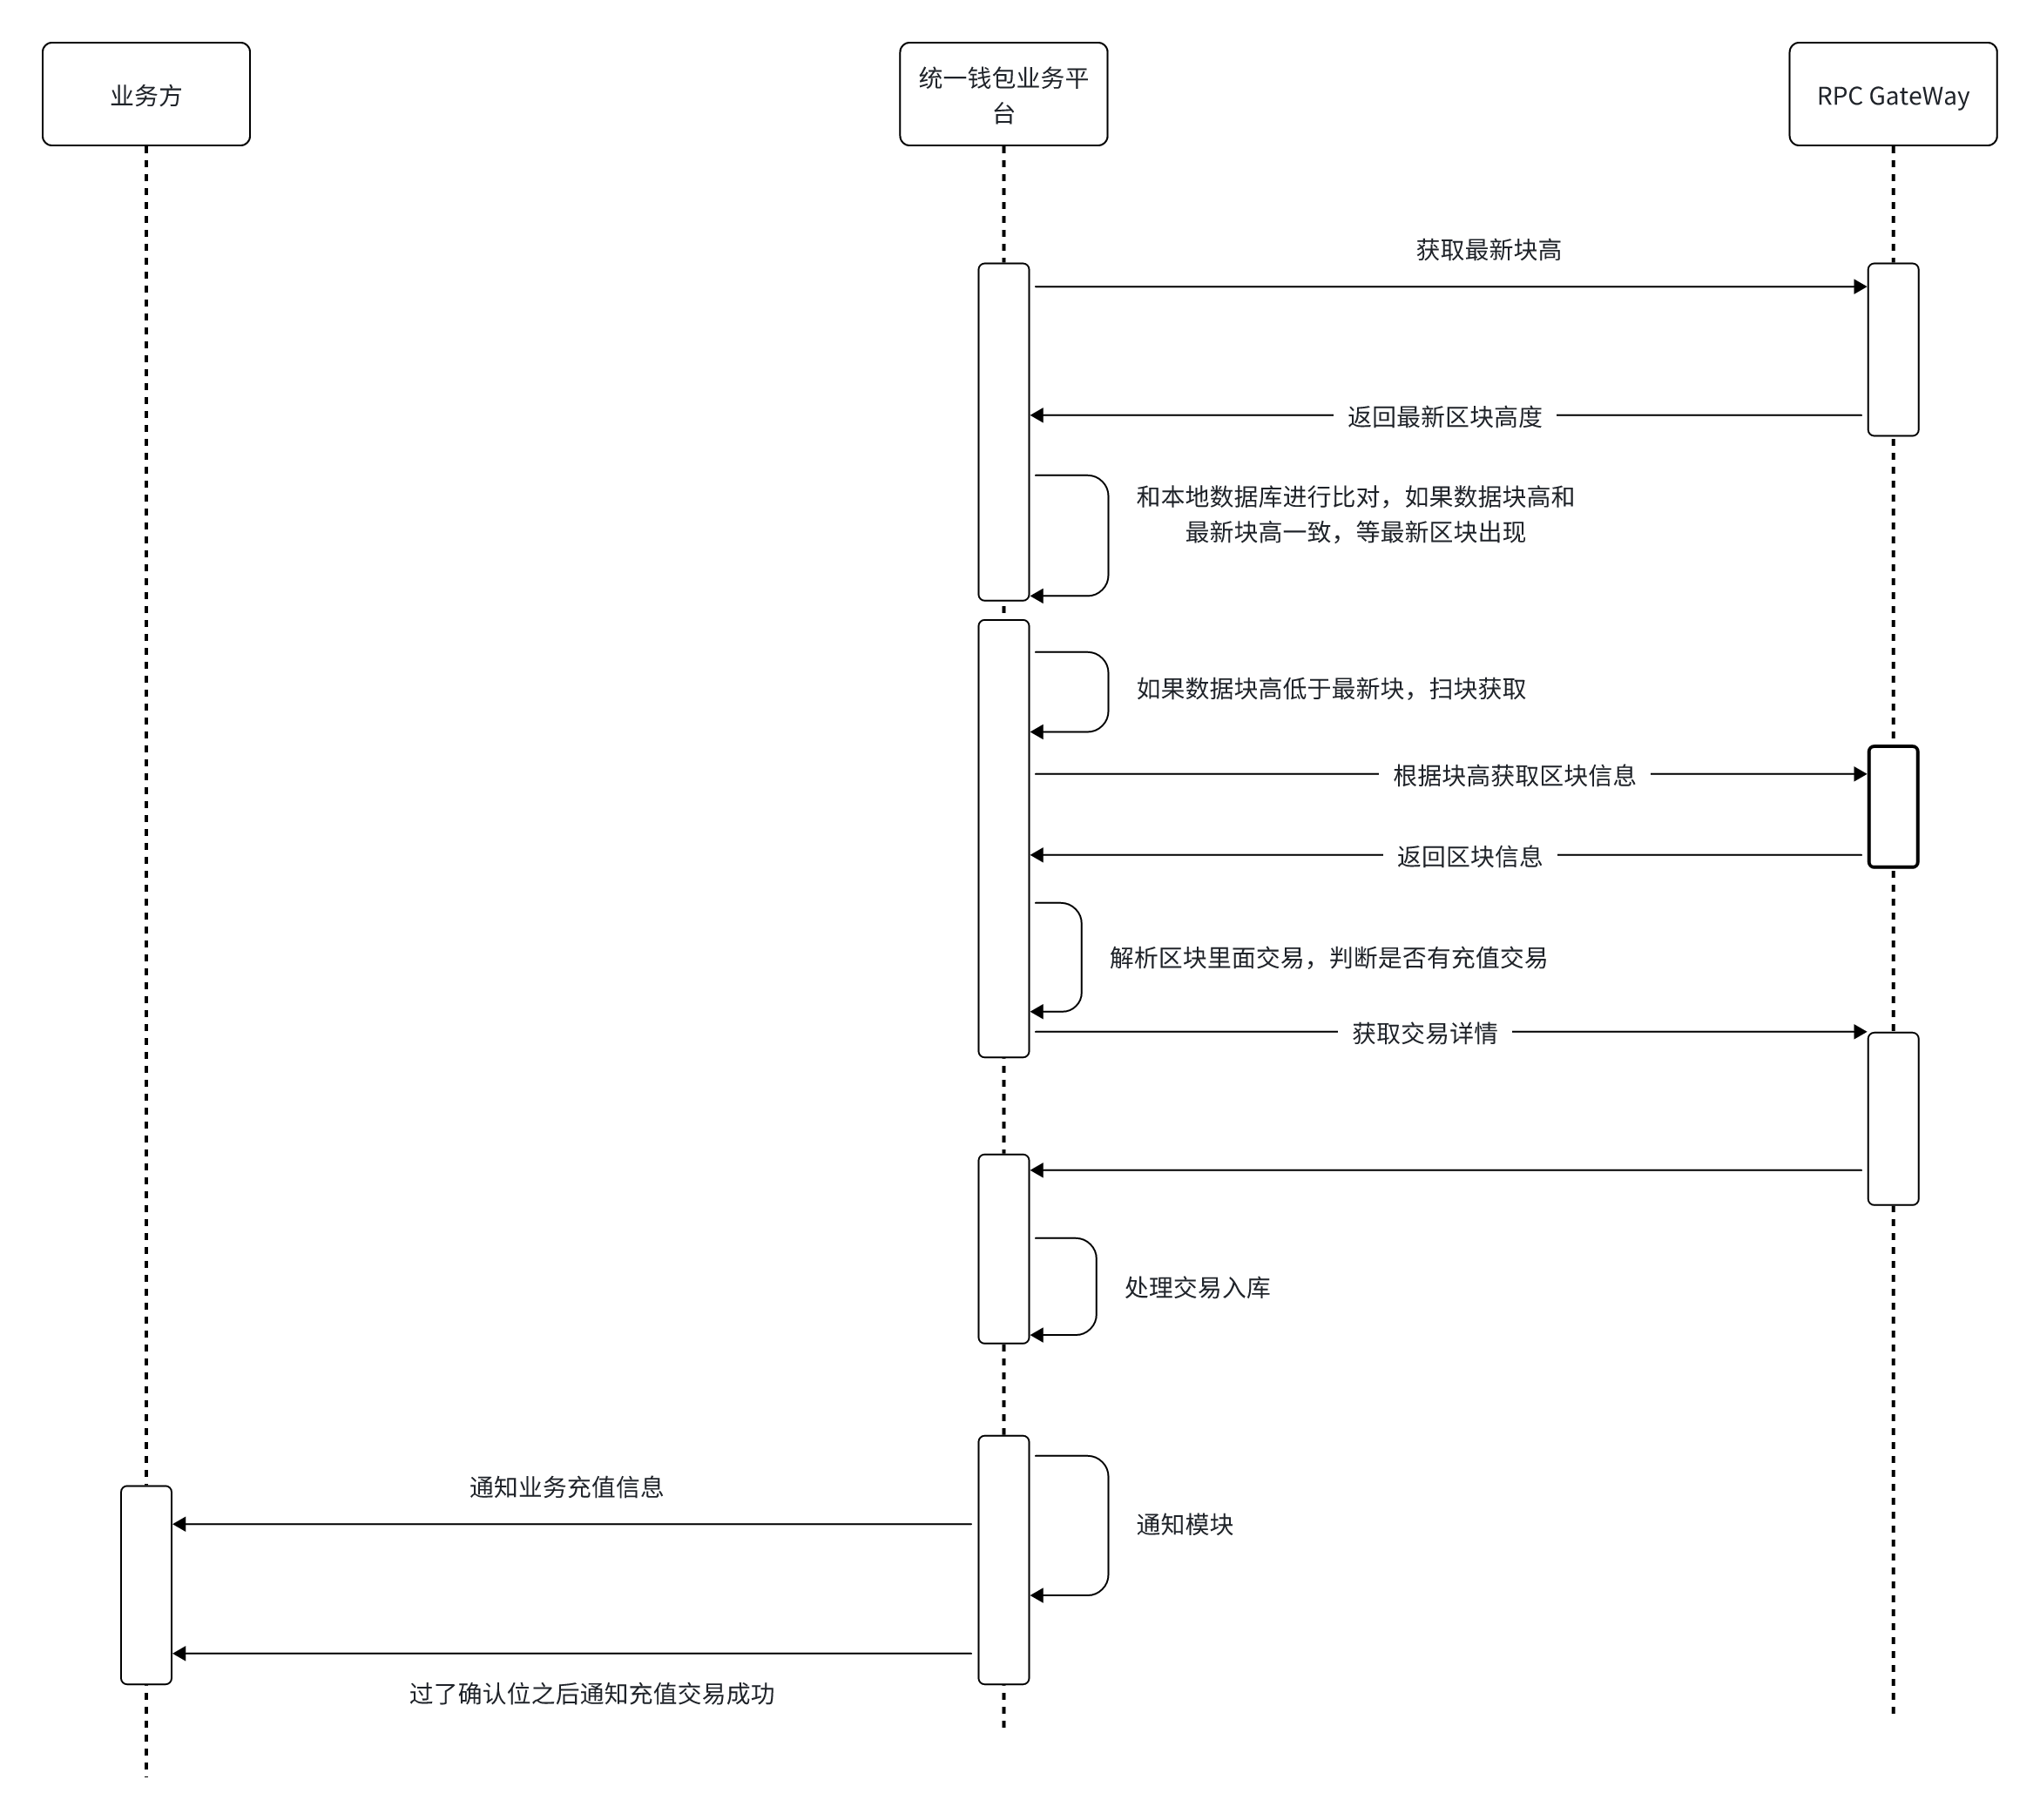 业务方
统一钱包业务平
台
RPC GateWay
获取最新块高
返回最新区块高度
和本地数据库进行比对，如果数据块高和
最新块高一致，等最新区块出现
如果数据块高低于最新块，扫块获取
根据块高获取区块信息
返回区块信息
解析区块里面交易，判断是否有充值交易
获取交易详情
处理交易入库
通知业务充值信息
通知模块
过了确认位之后通知充值交易成功